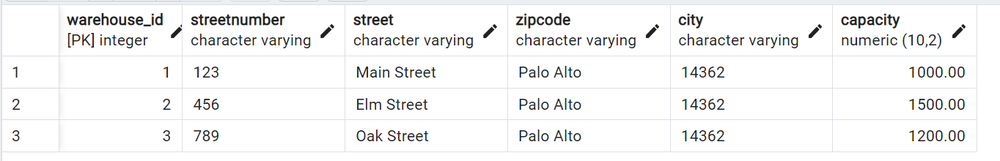 warehouse_id streetnumber street zipcode city capacity
[PK] integer character varying character varying character varying character varying numeric (10,2)
1 1 123 Main Street Palo Alto 14362 1000.00
2 2 456 Elm Street Palo Alto 14362 1500.00
3 3 789 Oak Street Palo Alto 14362 1200.00